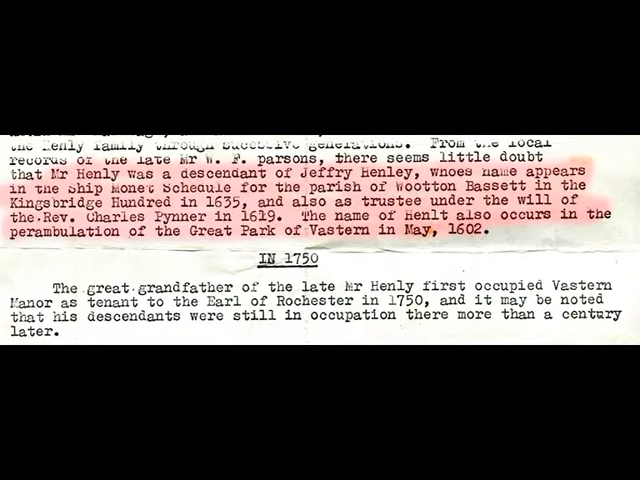 the Henly family through sucessive generations. From the local
records of the late Mr W. F. parsons, there seems little doubt
that Mr Henly was a descendant of Jeffry Henley, whoes name appears
in the Ship Monet Schedule for the parish of Wootton Bassett in the
Kingsbridge Hundred in 1635, and also as trustee under the will of
the.Rev. Charles Pynner in 1619. The name of Henlt also occurs in the
perambulation of the Great Park of Vastern in May, 1602.
IN 1750
The great.grandfather of the late Mr Henly first occupied Vastern
Manor as tenant to the Earl of Rochester in 1750, and it may be noted
that his descendants were still in occupation there more than a century
later.